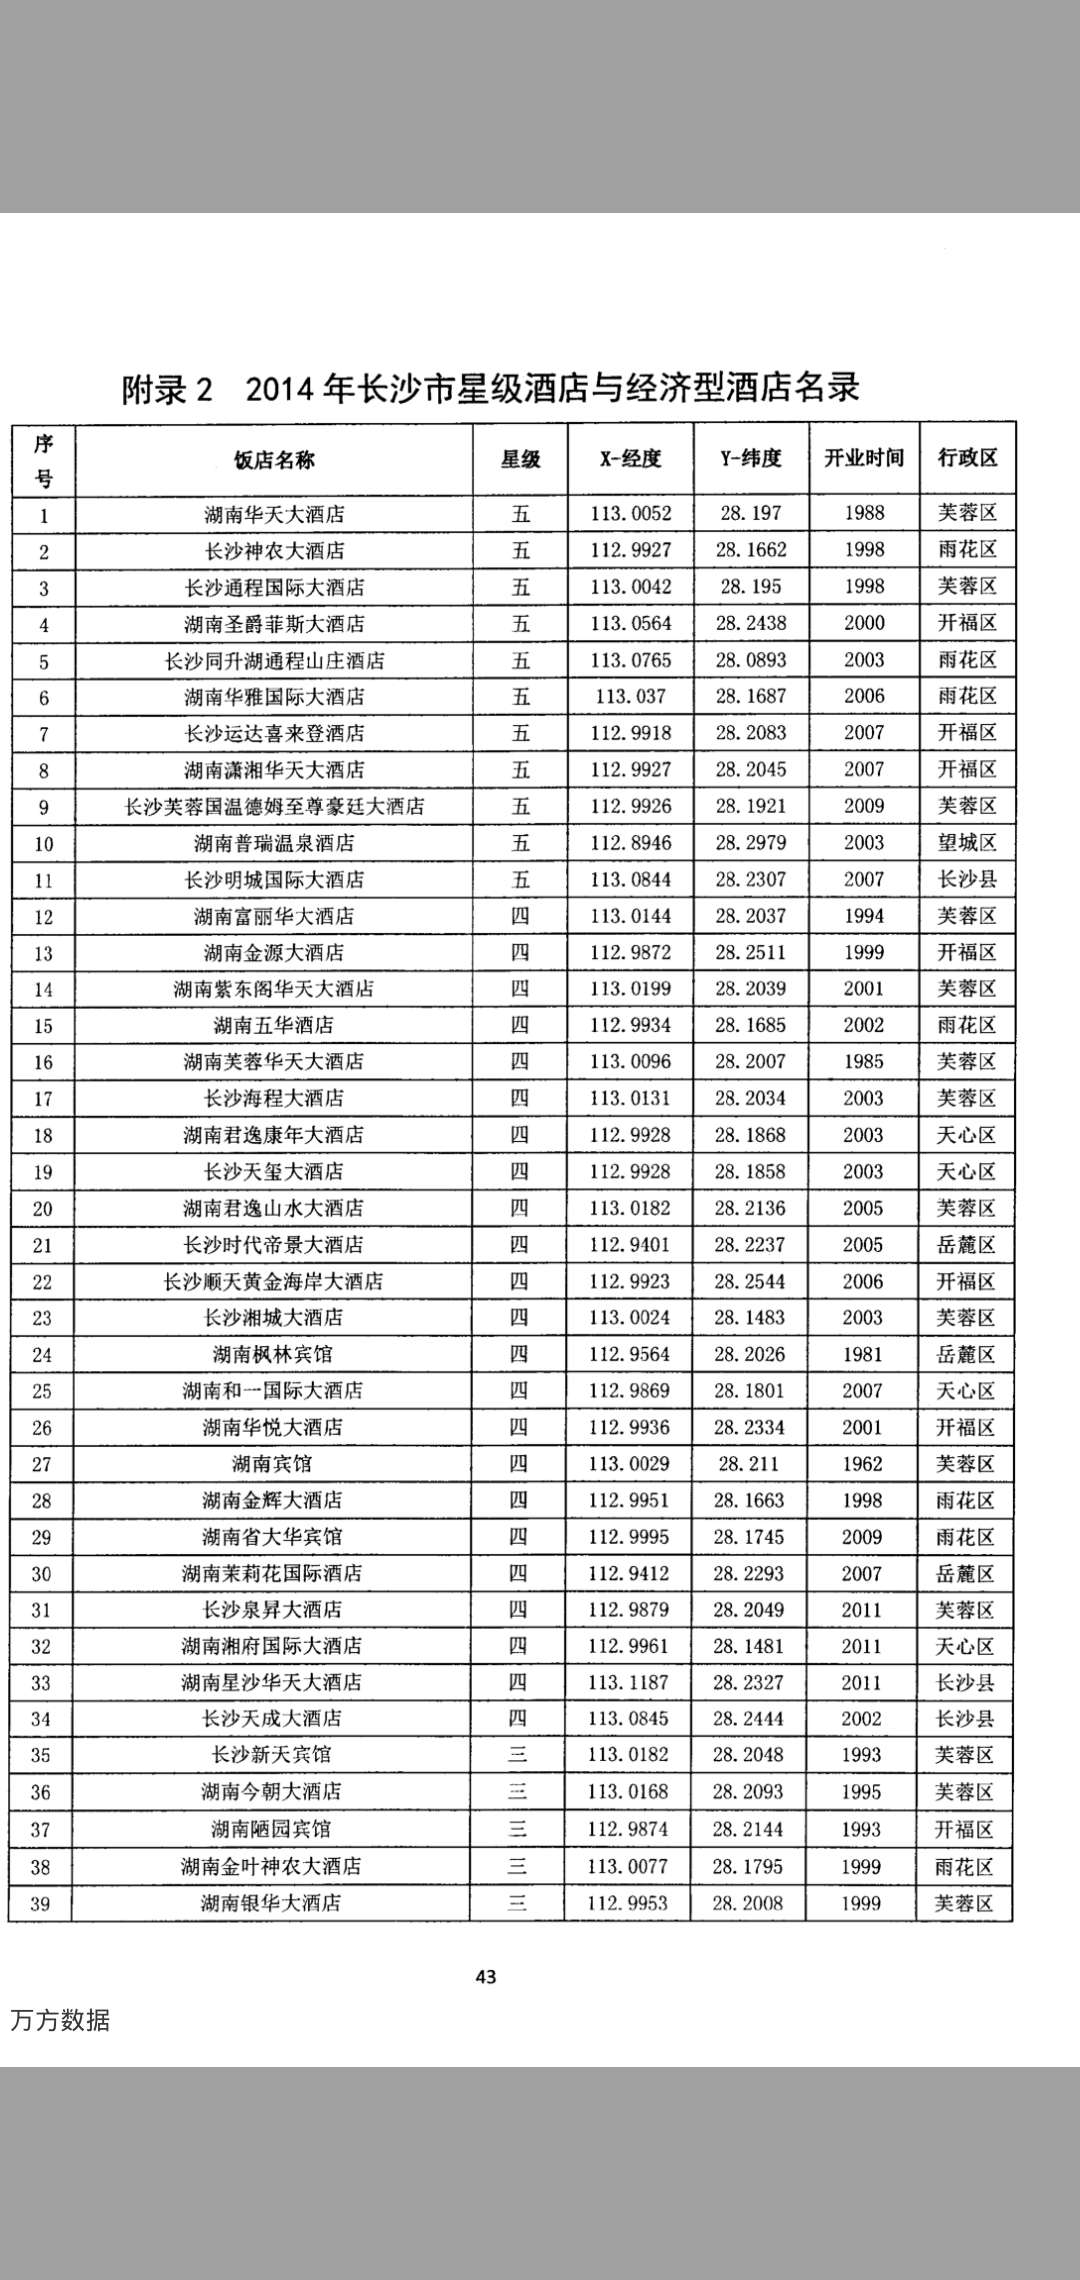 附录 2 2014 年长沙市星级酒店与经济型酒店名录
序号 饭店名称 星级 X-经度 Y-纬度 开业时间 行政区
1 湖南华天大酒店 五 113.0052 28.197 1988 芙蓉区
2 长沙神农大酒店 五 112.9927 28.1662 1998 雨花区
3 长沙通程国际大酒店 五 113.0042 28.195 1998 芙蓉区
4 湖南圣爵菲斯大酒店 五 113.0564 28.2438 2000 开福区
5 长沙同升湖通程山庄酒店 五 113.0765 28.0893 2003 雨花区
6 湖南华雅国际大酒店 五 113.037 28.1687 2006 雨花区
7 长沙运达喜来登酒店 五 112.9918 28.2083 2007 开福区
8 湖南潇湘华天大酒店 五 112.9927 28.2045 2007 开福区
9 长沙芙蓉国温德姆至尊豪廷大酒店 五 112.9926 28.1921 2009 芙蓉区
10 湖南普瑞温泉酒店 五 112.8946 28.2979 2003 望城区
11 长沙明城国际大酒店 五 113.0844 28.2307 2007 长沙县
12 湖南富丽华大酒店 四 113.0144 28.2037 1994 芙蓉区
13 湖南金源大酒店 四 112.9872 28.2511 1999 开福区
14 湖南紫东阁华天大酒店 四 113.0199 28.2039 2001 芙蓉区
15 湖南五华酒店 四 112.9934 28.1685 2002 雨花区
16 湖南芙蓉华天大酒店 四 113.0096 28.2007 1985 芙蓉区
17 长沙海程大酒店 四 113.0131 28.2034 2003 芙蓉区
18 湖南君逸康年大酒店 四 112.9928 28.1868 2003 天心区
19 长沙天玺大酒店 四 112.9928 28.1858 2003 天心区
20 湖南君逸山水大酒店 四 113.0182 28.2136 2005 芙蓉区
21 长沙时代帝景大酒店 四 112.9401 28.2237 2005 岳麓区
22 长沙顺天黄金海岸大酒店 四 112.9923 28.2544 2006 开福区
23 长沙湘城大酒店 四 113.0024 28.1483 2003 芙蓉区
24 湖南枫林宾馆 四 112.9564 28.2026 1981 岳麓区
25 湖南和一国际大酒店 四 112.9869 28.1801 2007 天心区
26 湖南华悦大酒店 四 112.9936 28.2334 2001 开福区
27 湖南宾馆 四 113.0029 28.211 1962 芙蓉区
28 湖南金辉大酒店 四 112.9951 28.1663 1998 雨花区
29 湖南省大华宾馆 四 112.9995 28.1745 2009 雨花区
30 湖南茉莉花国际酒店 四 112.9412 28.2293 2007 岳麓区
31 长沙泉昇大酒店 四 112.9879 28.2049 2011 芙蓉区
32 湖南湘府国际大酒店 四 112.9961 28.1481 2011 天心区
33 湖南星沙华天大酒店 四 113.1187 28.2327 2011 长沙县
34 长沙天成大酒店 四 113.0845 28.2444 2002 长沙县
35 长沙新天宾馆 三 113.0182 28.2048 1993 芙蓉区
36 湖南今朝大酒店 三 113.0168 28.2093 1995 芙蓉区
37 湖南陋园宾馆 三 112.9874 28.2144 1993 开福区
38 湖南金叶神农大酒店 三 113.0077 28.1795 1999 雨花区
39 湖南银华大酒店 三 112.9953 28.2008 1999 芙蓉区
43
万方数据